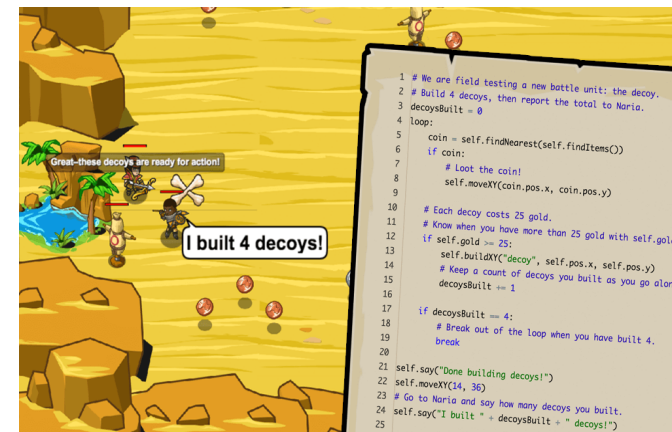 Great–these decoys are ready for action!
I built 4 decoys!
1 # We are field testing a new battle unit: the decoy.
2 # Build 4 decoys, then report the total to Naria.
3 decoysBuilt = 0
4 loop:
5 coin = self.findNearest(self.findItems())
6 if coin:
7 # Loot the coin!
8 self.moveXY(coin.pos.x, coin.pos.y)
9
10 # Each decoy costs 25 gold.
11 # Know when you have more than 25 gold with self.gol
12 if self.gold >= 25:
13 self.buildXY("decoy", self.pos.x, self.pos.y)
14 # Keep a count of decoys you built as you go alon
15 decoysBuilt += 1
16
17 if decoysBuilt == 4:
18 # Break out of the loop when you have built 4.
19 break
20
21 self.say("Done building decoys!")
22 self.moveXY(14, 36)
23 # Go to Naria and say how many decoys you built.
24 self.say("I built " + decoysBuilt + " decoys!")
25